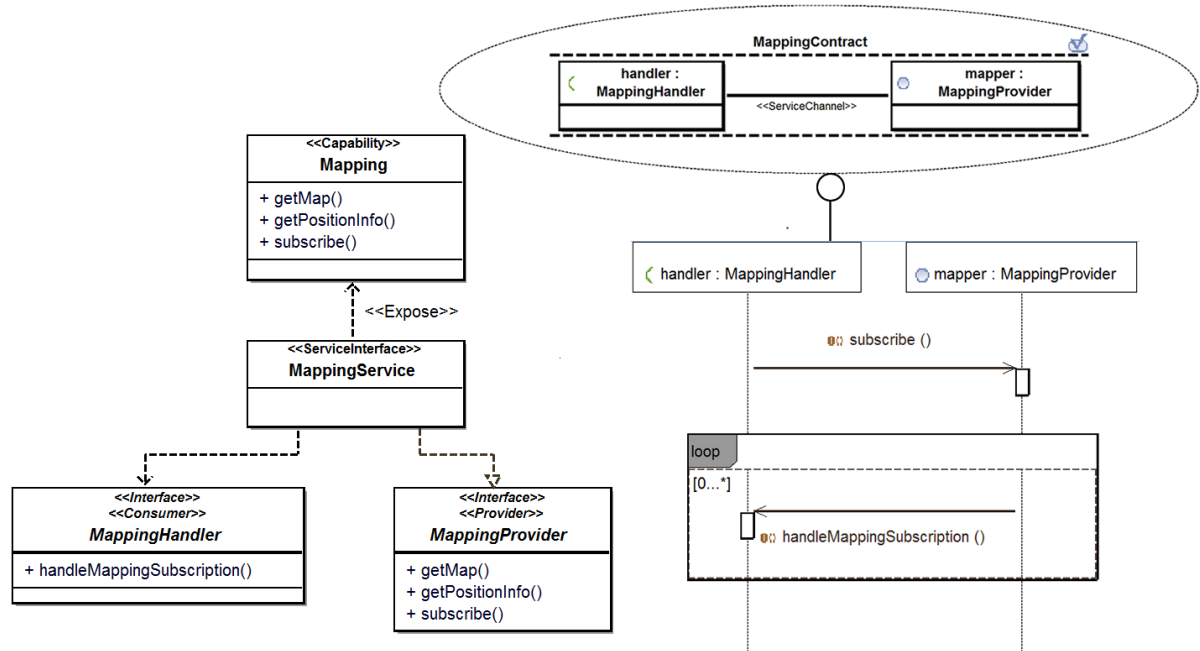 MappingContract
handler :
MappingHandler
<<ServiceChannel>>
mapper :
MappingProvider
<<Capability>>
Mapping
+ getMap()
+ getPositionInfo()
+ subscribe()
<<Expose>>
<<ServiceInterface>>
MappingService
<<Interface>>
<<Consumer>>
MappingHandler
+ handleMappingSubscription()
<<Interface>>
<<Provider>>
MappingProvider
+ getMap()
+ getPositionInfo()
+ subscribe()
handler : MappingHandler
mapper : MappingProvider
subscribe ()
loop
[0...*]
handleMappingSubscription ()